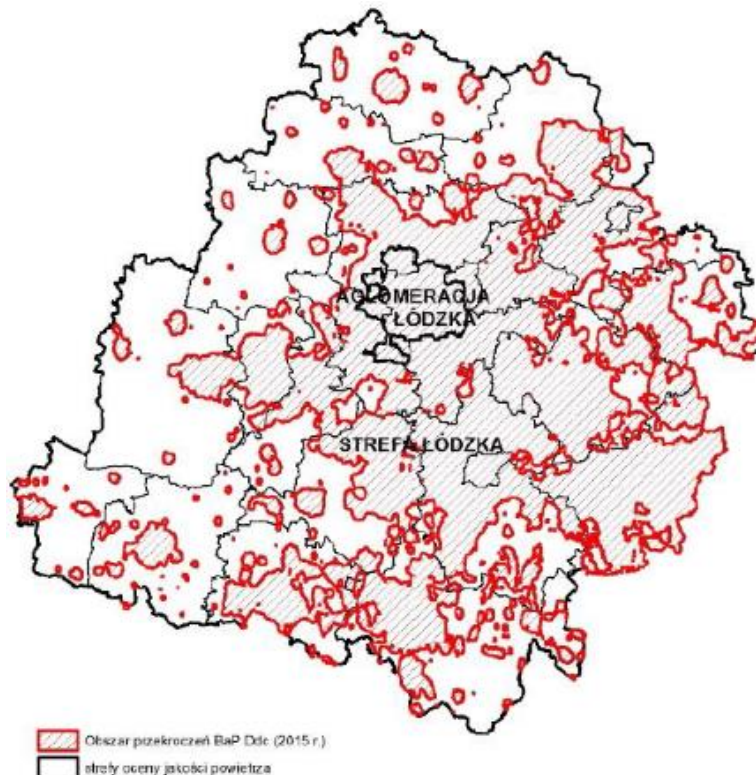 AGLOMERACJA
ŁÓDZKA
STREFA ŁÓDZKA
Obszar przekroczeń BaP Ddc (2015 r.)
strefy oceny jakości powietrza